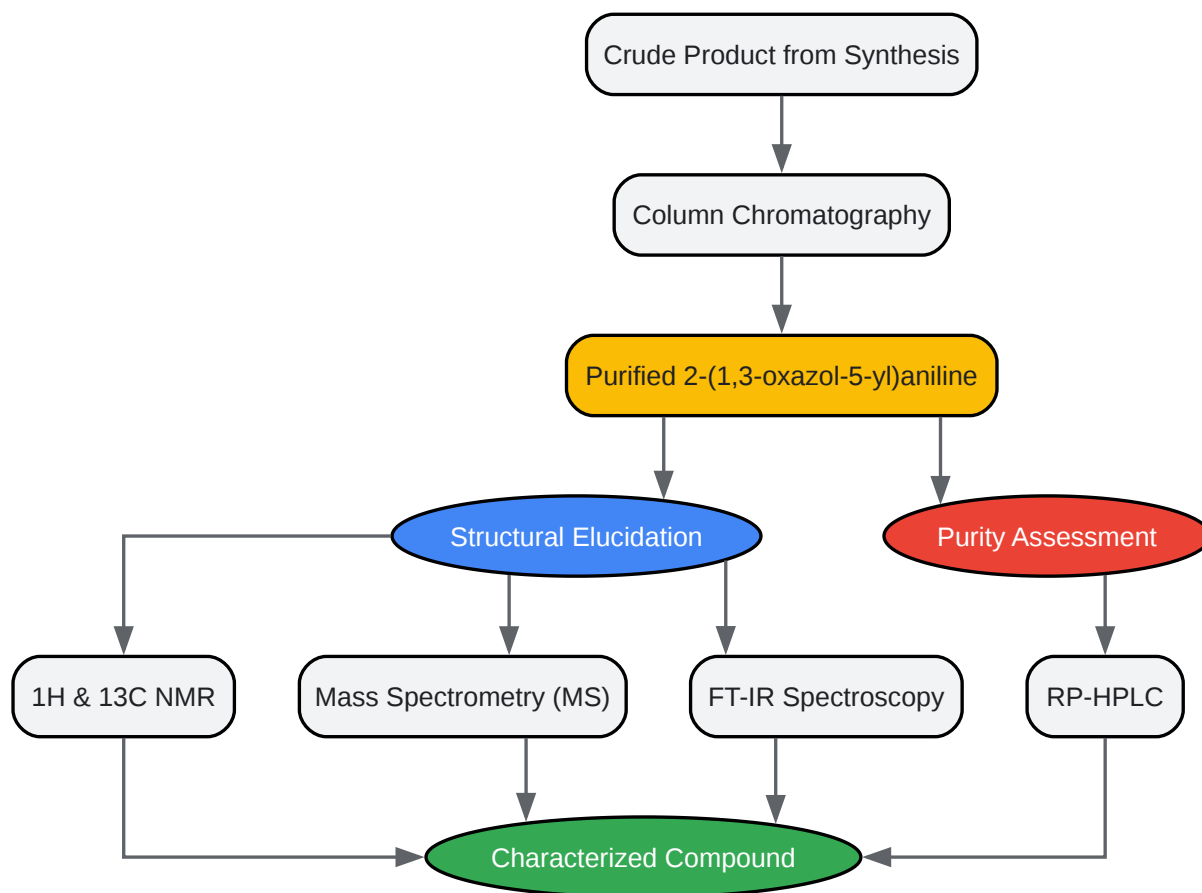 Crude Product from Synthesis
Column Chromatography
Purified 2-(1,3-oxazol-5-yl)aniline
Structural Elucidation
Purity Assessment
1H & 13C NMR
Mass Spectrometry (MS)
FT-IR Spectroscopy
RP-HPLC
Characterized Compound